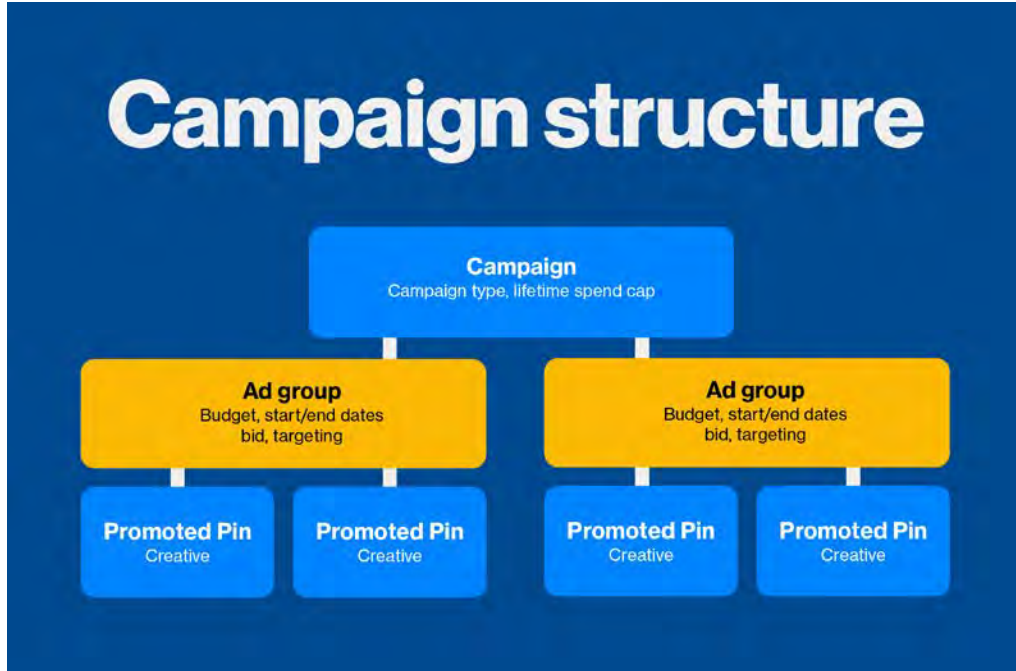 Campaign structure
Campaign
Campaign type, lifetime spend cap
Ad group
Budget, start/end dates
bid, targeting
Ad group
Budget, start/end dates
bid, targeting
Promoted Pin
Creative
Promoted Pin
Creative
Promoted Pin
Creative
Promoted Pin
Creative